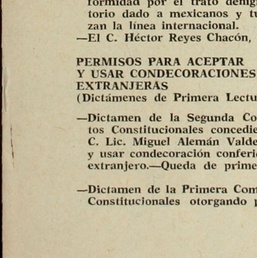 formidad por el trato denig
torio dado a mexicanos y tu
zan la línea internacional.
—El C. Héctor Reyes Chacón,
PERMISOS PARA ACEPTAR
Y USAR CONDECORACIONES
EXTRANJERAS
(Dictámenes de Primera Lectu
—Dictamen de la Segunda Co
tos Constitucionales concedie
C. Lic. Miguel Alemán Valde
y usar condecoración conferi
extranjero.—Queda de prime
—Dictamen de la Primera Com
Constitucionales otorgando p